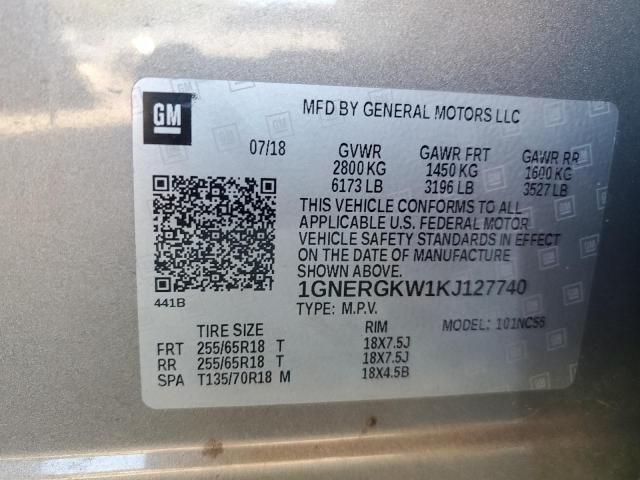 GM
MFD BY GENERAL MOTORS LLC
07/18 GVWR GAWR FRT GAWR RR
2800 KG 1450 KG 1600 KG
6173 LB 3196 LB 3527 LB
THIS VEHICLE CONFORMS TO ALL
APPLICABLE U.S. FEDERAL MOTOR
VEHICLE SAFETY STANDARDS IN EFFECT
ON THE DATE OF MANUFACTURE
SHOWN ABOVE.
441B
1GNERGKW1KJ127740
TYPE: M.P.V. MODEL: 101NC56
TIRE SIZE RIM
FRT 255/65R18 T 18X7.5J
RR 255/65R18 T 18X7.5J
SPA T135/70R18 M 18X4.5B